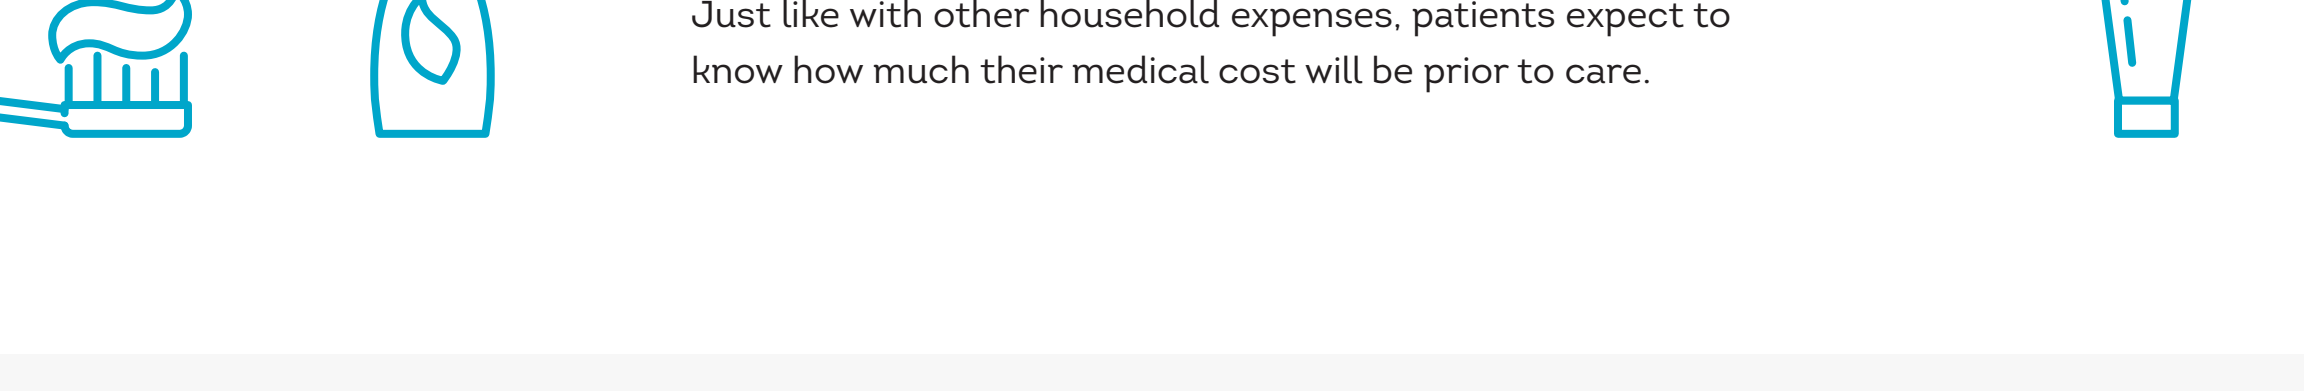 Just like with other household expenses, patients expect to
know how much their medical cost will be prior to care.